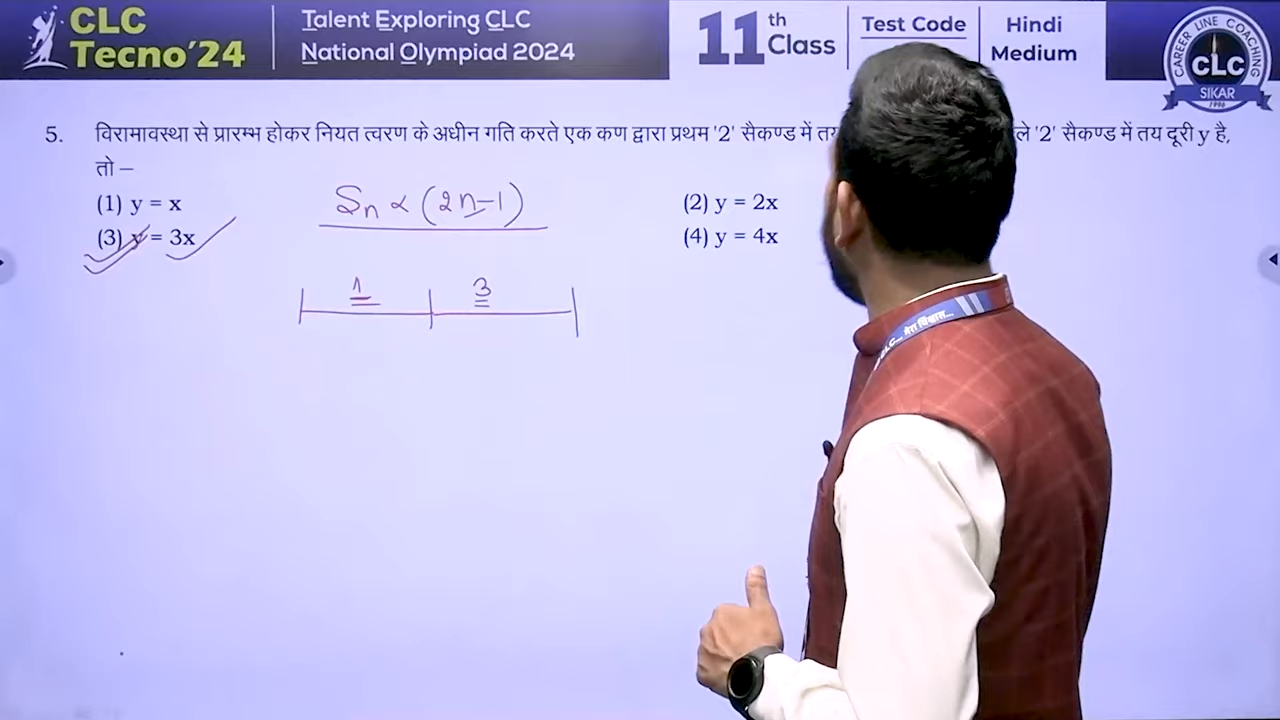 CLC
Tecno'24
Talent Exploring CLC
National Olympiad 2024
11th Class
Test Code
Hindi
Medium
CAREER LINE COACHING
CLC
SIKAR
1996
5. विरामावस्था से प्रारम्भ होकर नियत त्वरण के अधीन गति करते एक कण द्वारा प्रथम '2' सैकण्ड में '2' सैकण्ड में तय दूरी y है,
तो –
(1) y = x
(2) y = 2x
(3) y = 3x
(4) y = 4x
Sn ∝ (2n-1)
1 3
CLC... मेरा विश्वास...